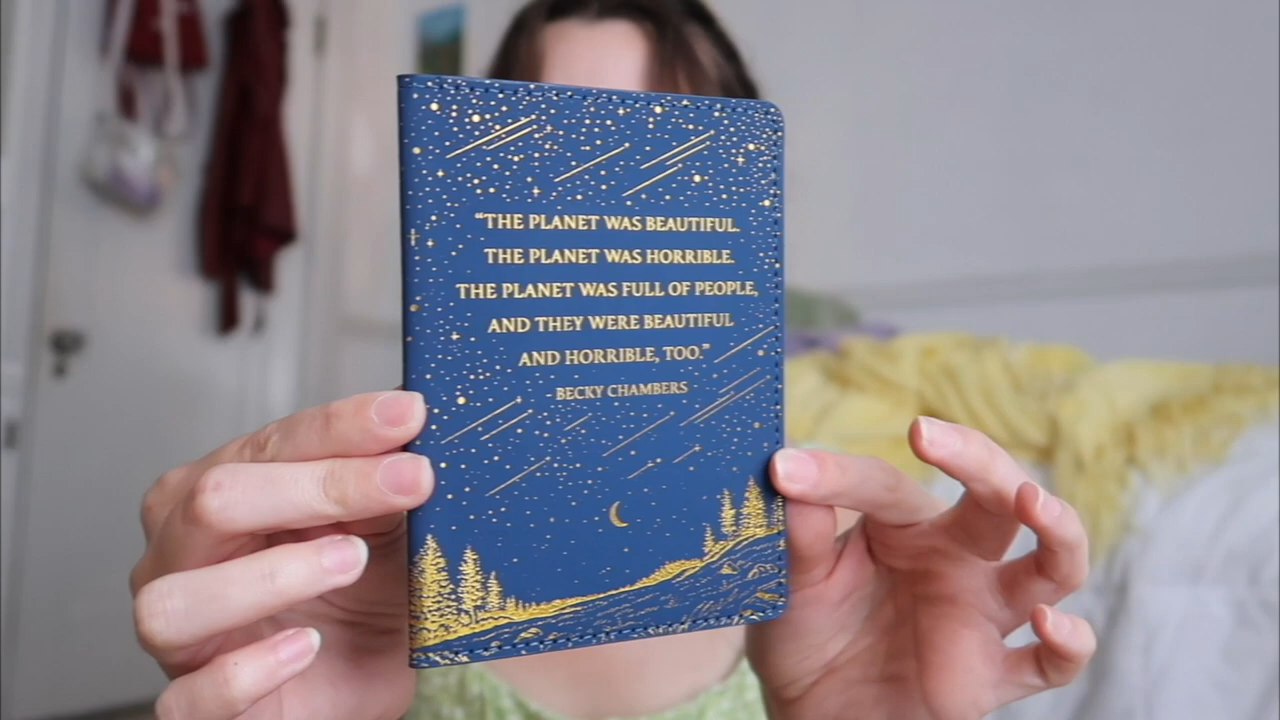 “THE PLANET WAS BEAUTIFUL.
THE PLANET WAS HORRIBLE.
THE PLANET WAS FULL OF PEOPLE,
AND THEY WERE BEAUTIFUL
AND HORRIBLE, TOO.”
BECKY CHAMBERS